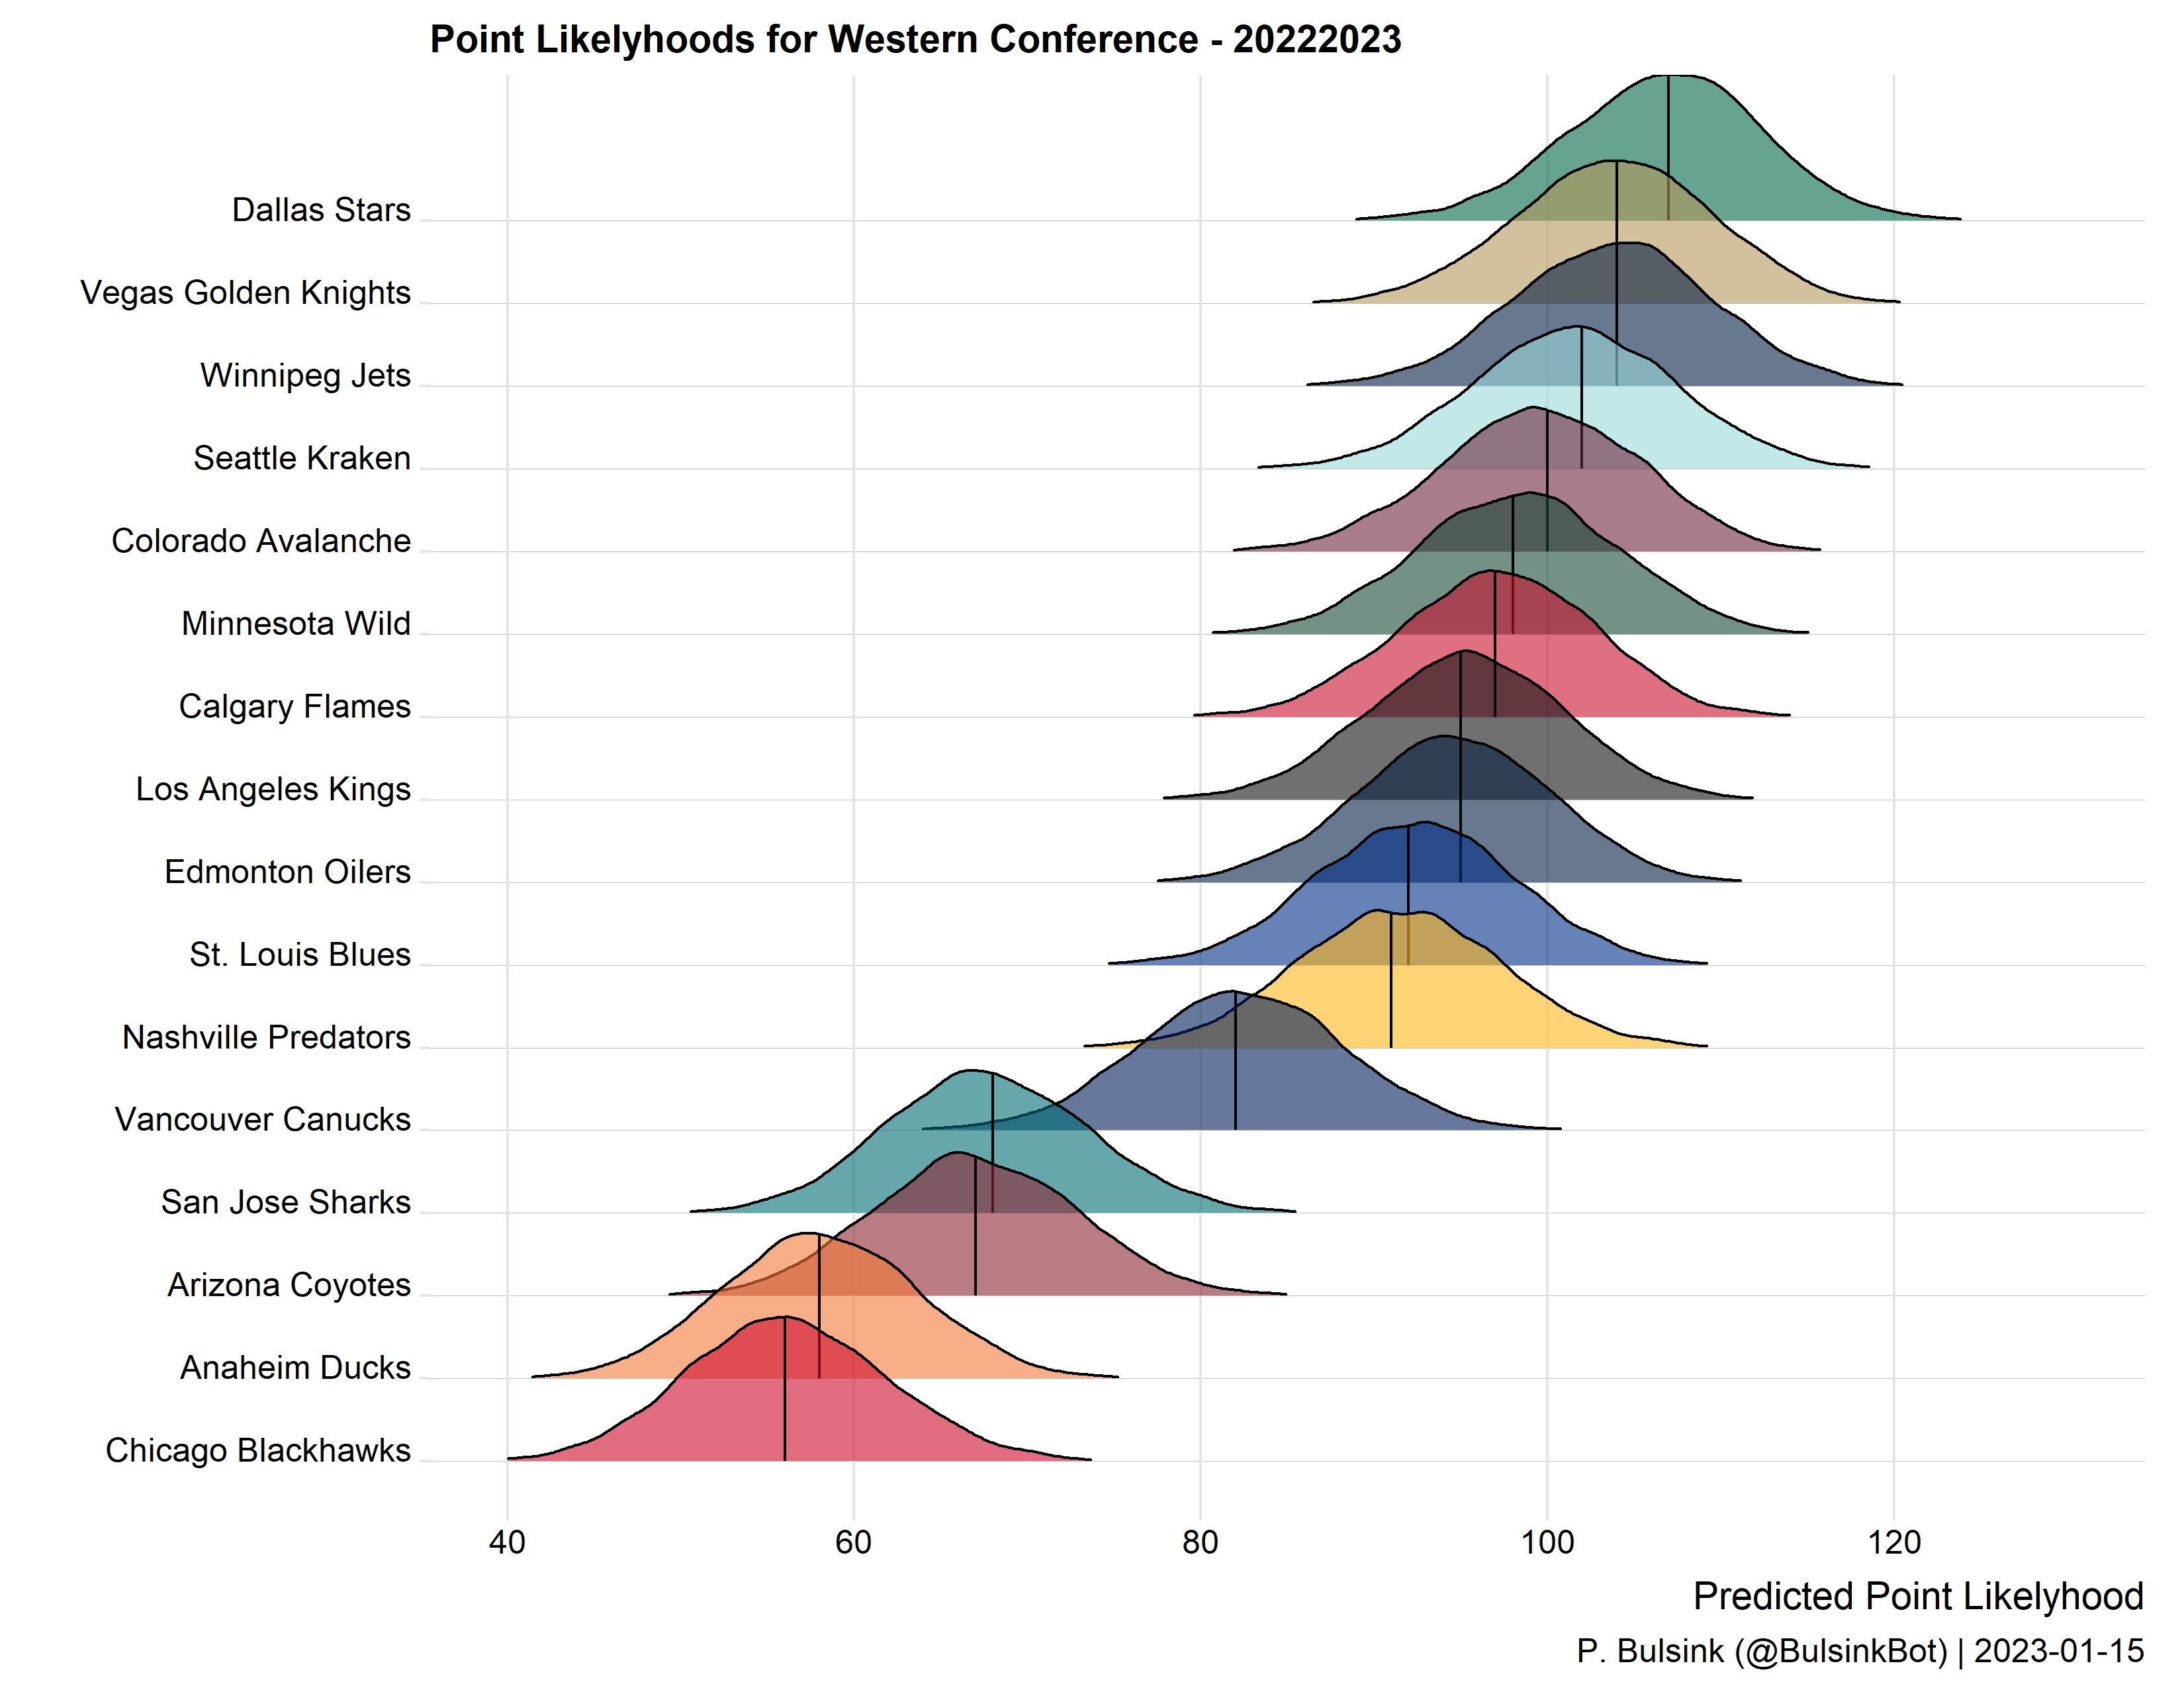 Point Likelyhoods for Western Conference - 20222023
Dallas Stars
Vegas Golden Knights
Winnipeg Jets
Seattle Kraken
Colorado Avalanche
Minnesota Wild
Calgary Flames
Los Angeles Kings
Edmonton Oilers
St. Louis Blues
Nashville Predators
Vancouver Canucks
San Jose Sharks
Arizona Coyotes
Anaheim Ducks
Chicago Blackhawks
40 60 80 100 120
Predicted Point Likelyhood
P. Bulsink (@BulsinkBot) | 2023-01-15